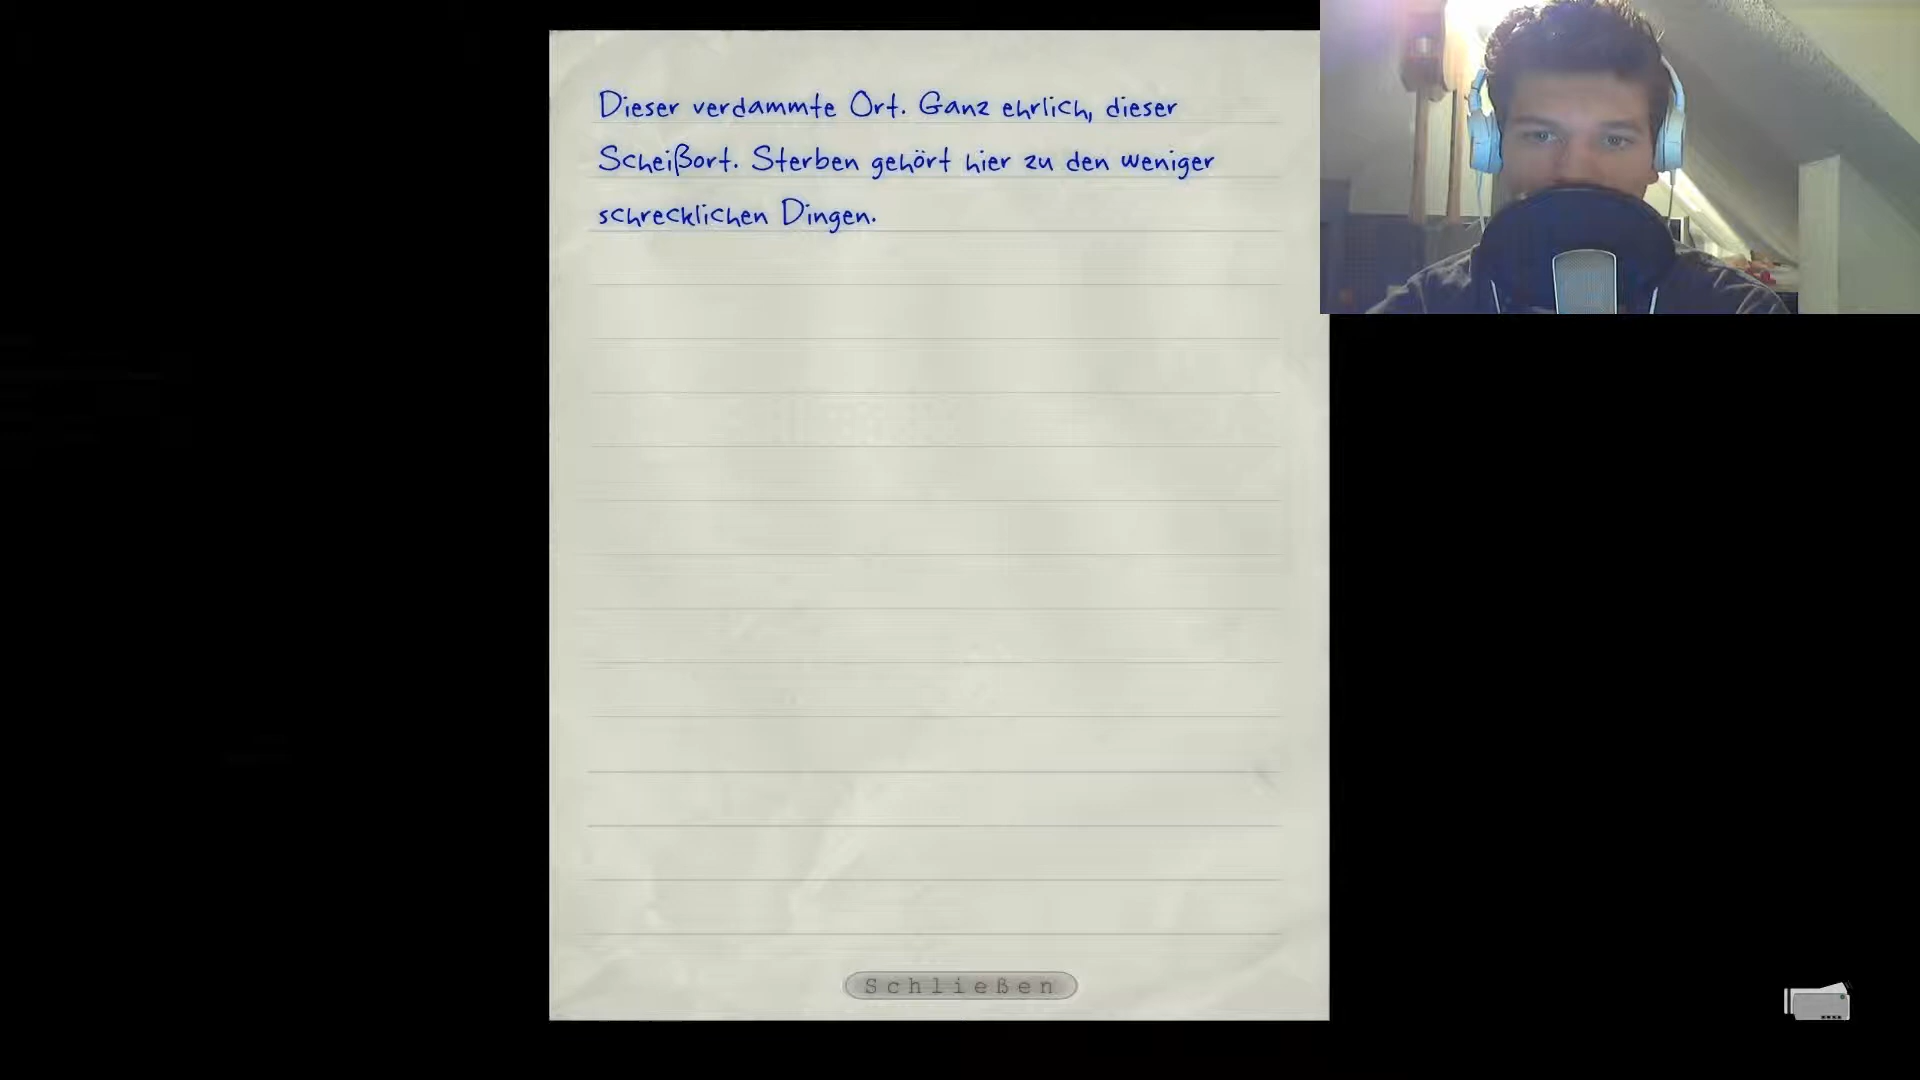 Dieser verdammte Ort. Ganz ehrlich, dieser
Scheißort. Sterben gehört hier zu den weniger
schrecklichen Dingen.
Schließen